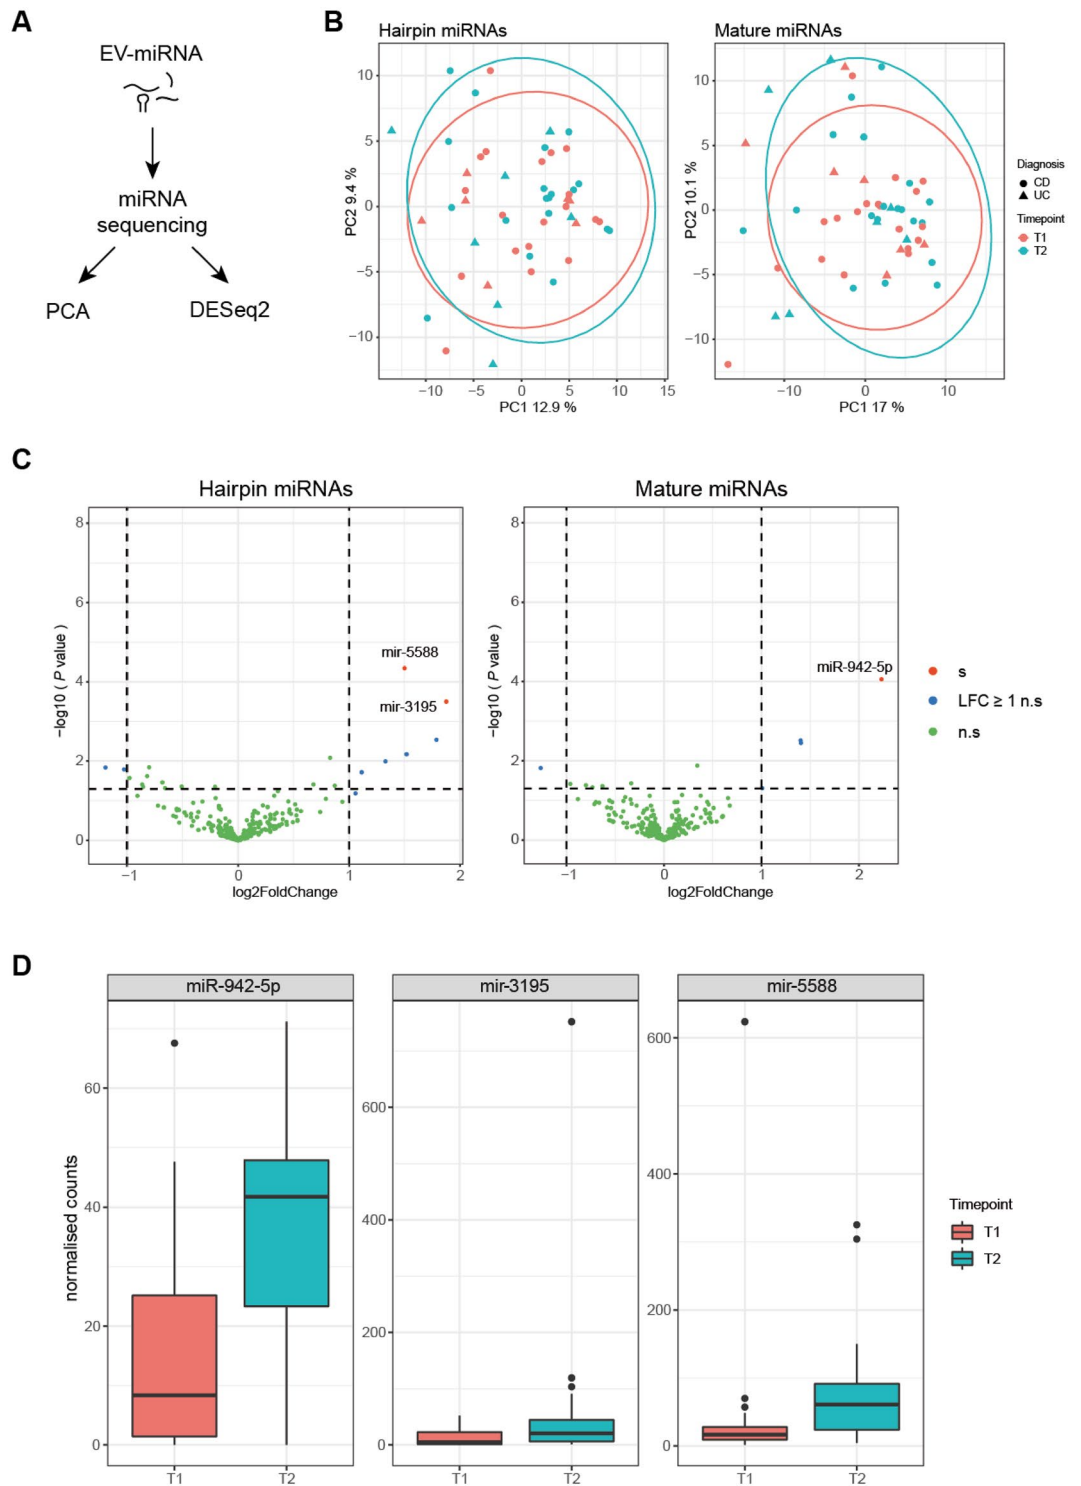 A
EV-miRNA
miRNA
sequencing
PCA
DESeq2
B
Hairpin miRNAs
10
5
0
−5
−10
PC2 9.4 %
−10
−5
0
5
10
15
PC1 12.9 %
Mature miRNAs
10
5
0
−5
−10
PC2 10.1 %
−10
0
10
PC1 17 %
Diagnosis
CD
UC
Timepoint
T1
T2
C
Hairpin miRNAs
8
6
4
2
0
−log10 ( P value )
mir-5588
mir-3195
−1
0
1
2
log2FoldChange
Mature miRNAs
8
6
4
2
0
miR-942-5p
−1
0
1
2
log2FoldChange
s
LFC ≥ 1 n.s
n.s
D
normalised counts
miR-942-5p
60
40
20
0
T1
T2
mir-3195
600
400
200
0
T1
T2
mir-5588
600
400
200
0
T1
T2
Timepoint
T1
T2